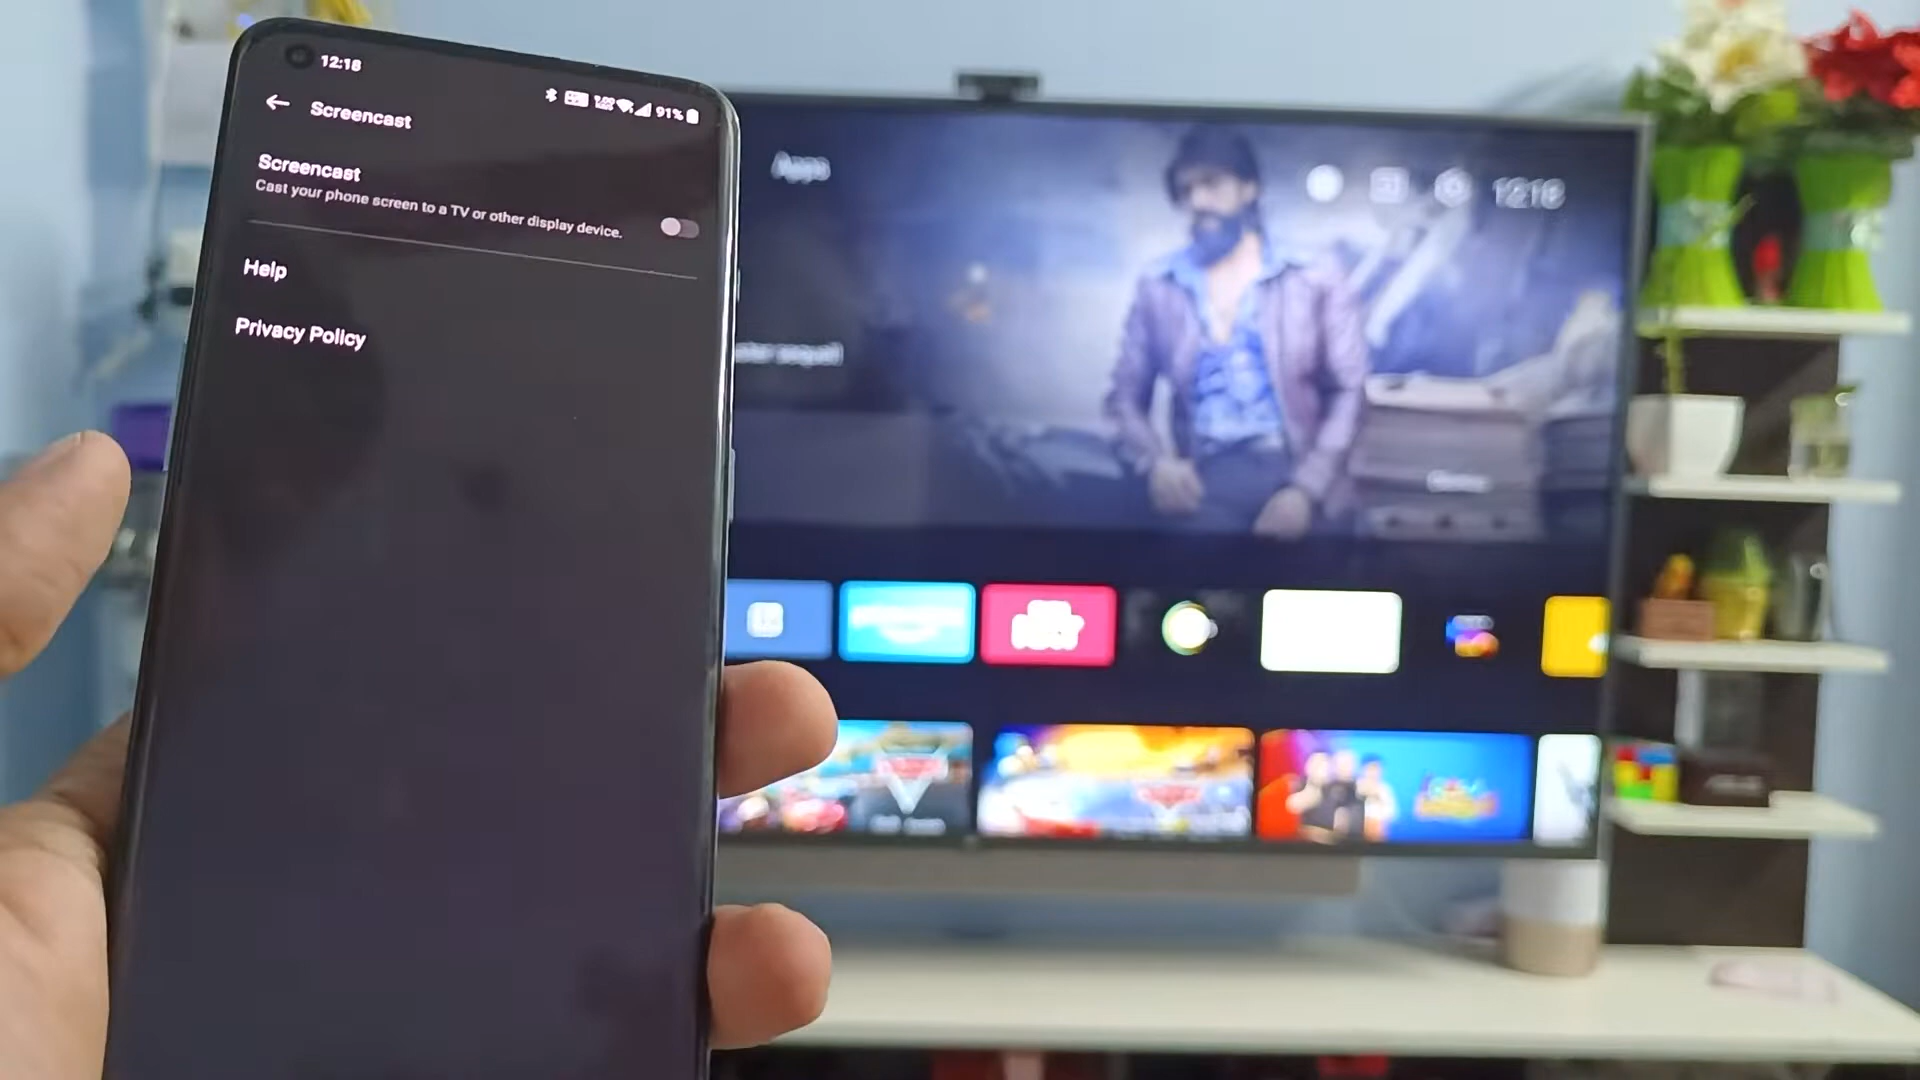 12:18
91%
Screencast
Screencast
Cast your phone screen to a TV or other display device.
Help
Privacy Policy
Apps
12:18